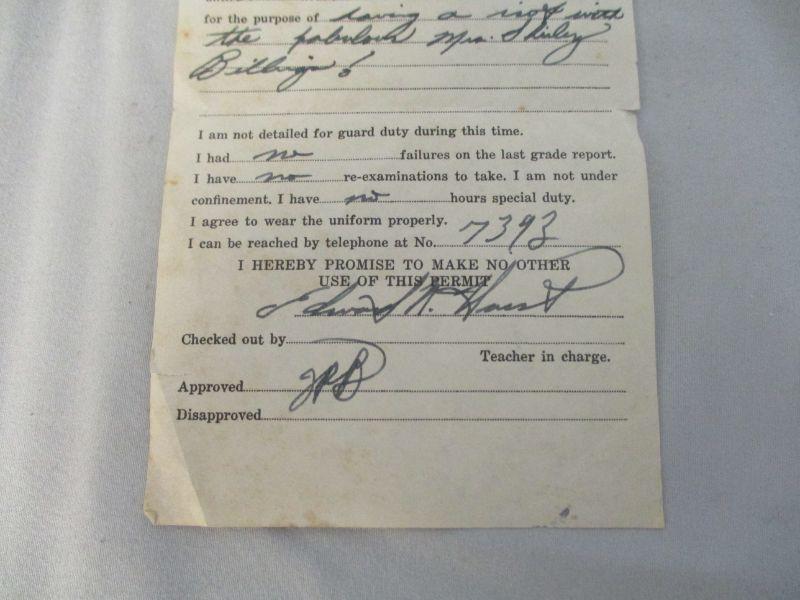 for the purpose of having a riot with
the fabulous Mrs. Shirley
Billings!
I am not detailed for guard duty during this time.
I had no failures on the last grade report.
I have no re-examinations to take. I am not under
confinement. I have no hours special duty.
I agree to wear the uniform properly.
I can be reached by telephone at No. 7393
I HEREBY PROMISE TO MAKE NO OTHER
USE OF THIS PERMIT
Edward H.
Checked out by
Teacher in charge.
Approved JPB
Disapproved